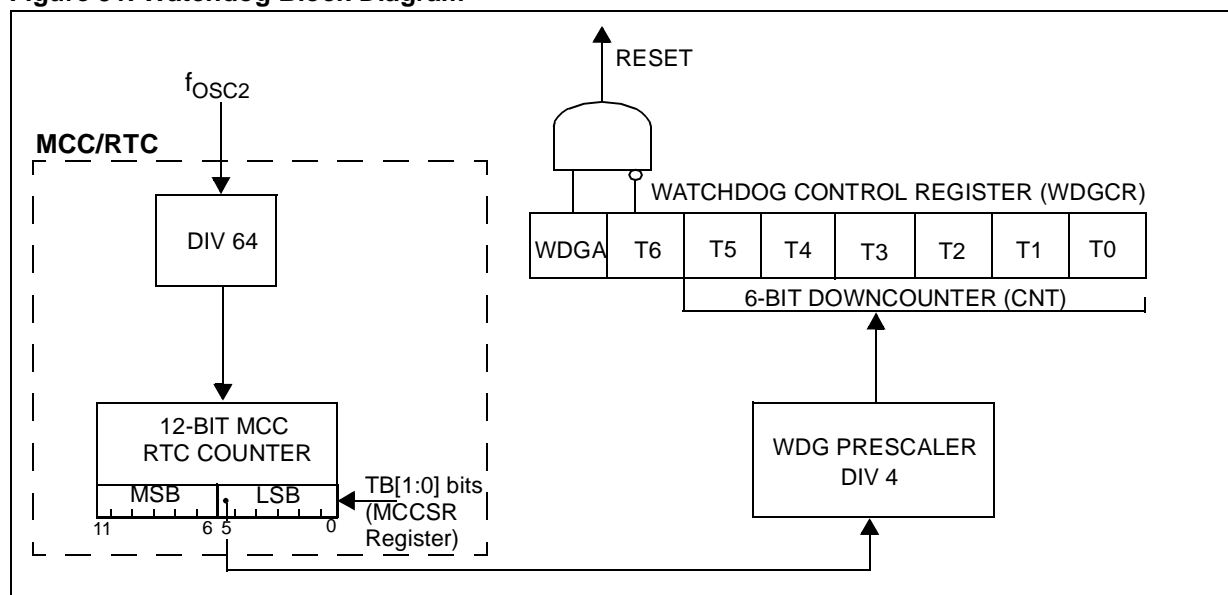 fOSC2
MCC/RTC
DIV 64
12-BIT MCC
RTC COUNTER
MSB LSB
11 6 5 0
TB[1:0] bits
(MCCSR
Register)
RESET
WATCHDOG CONTROL REGISTER (WDGCR)
WDGA T6 T5 T4 T3 T2 T1 T0
6-BIT DOWNCOUNTER (CNT)
WDG PRESCALER
DIV 4